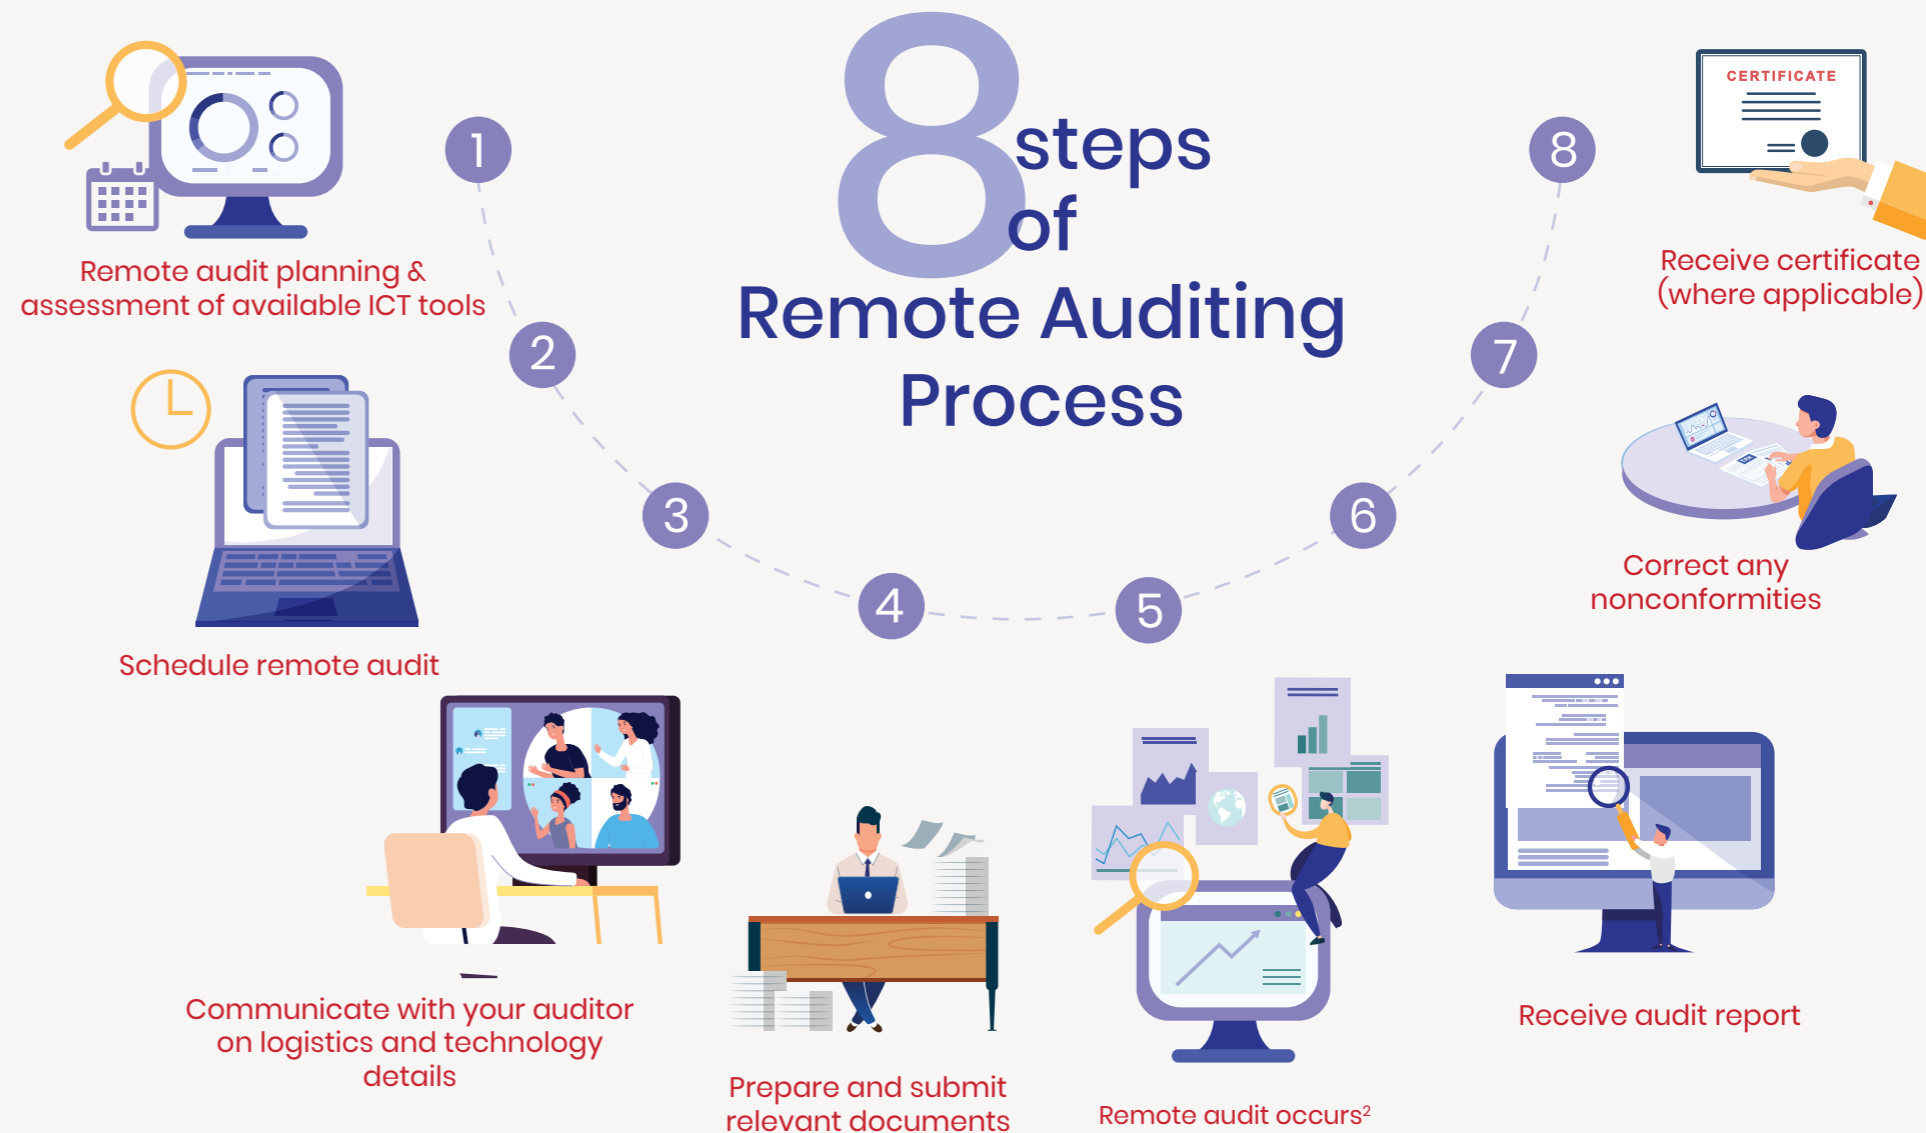 8 steps
of
Remote Auditing
Process
1
Remote audit planning &
assessment of available ICT tools
2
Schedule remote audit
3
Communicate with your auditor
on logistics and technology
details
4
Prepare and submit
relevant documents
5
Remote audit occurs²
6
Receive audit report
7
Correct any
nonconformities
8
CERTIFICATE
Receive certificate
(where applicable)